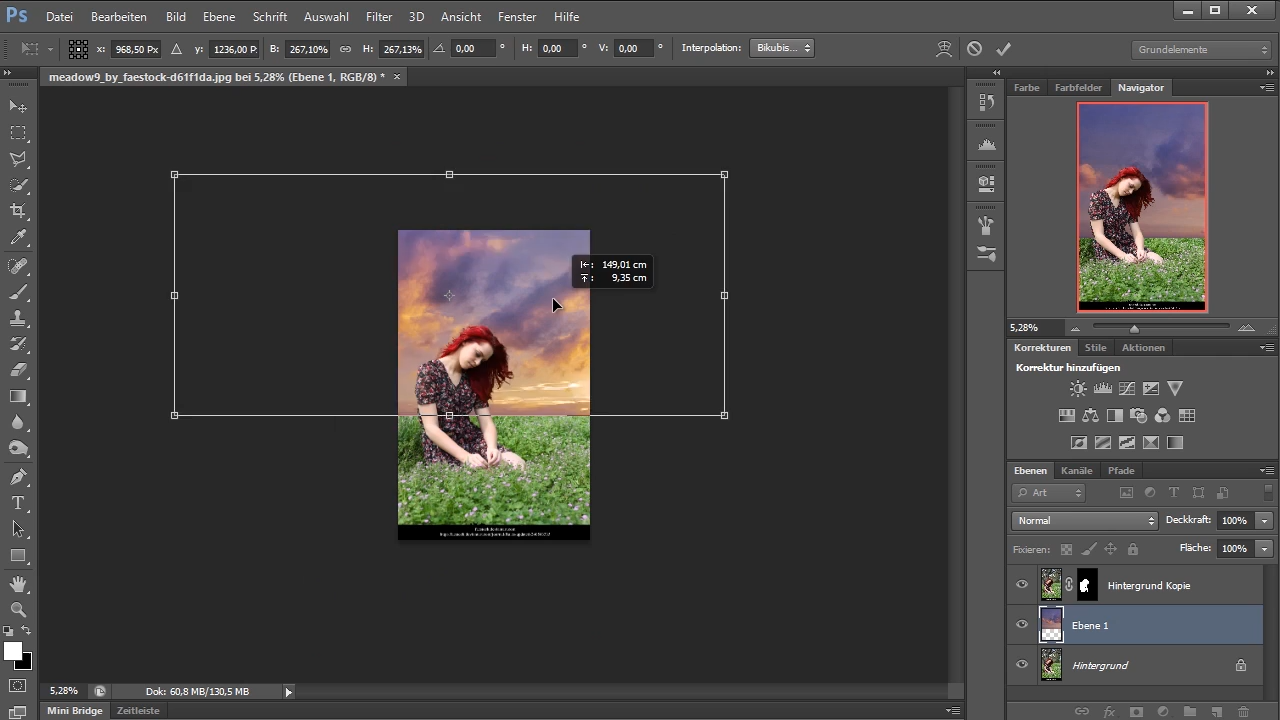 Ps Datei Bearbeiten Bild Ebene Schrift Auswahl Filter 3D Ansicht Fenster Hilfe
x: 968,50 Px y: 1236,00 P: B: 267,10% H: 267,13% 0,00 ° H: 0,00 ° V: 0,00 ° Interpolation: Bikubis... Grundelemente
meadow9_by_faestock-d61f1da.jpg bei 5,28% (Ebene 1, RGB/8) * ×
Farbe Farbfelder Navigator
149,01 cm
9,35 cm
5,28%
Korrekturen Stile Aktionen
Korrektur hinzufügen
Ebenen Kanäle Pfade
Art
Normal Deckkraft: 100%
Fixieren: Fläche: 100%
Hintergrund Kopie
Ebene 1
Hintergrund
T
fx
5,28% Dok: 60,8 MB/130,5 MB
Mini Bridge Zeitleiste